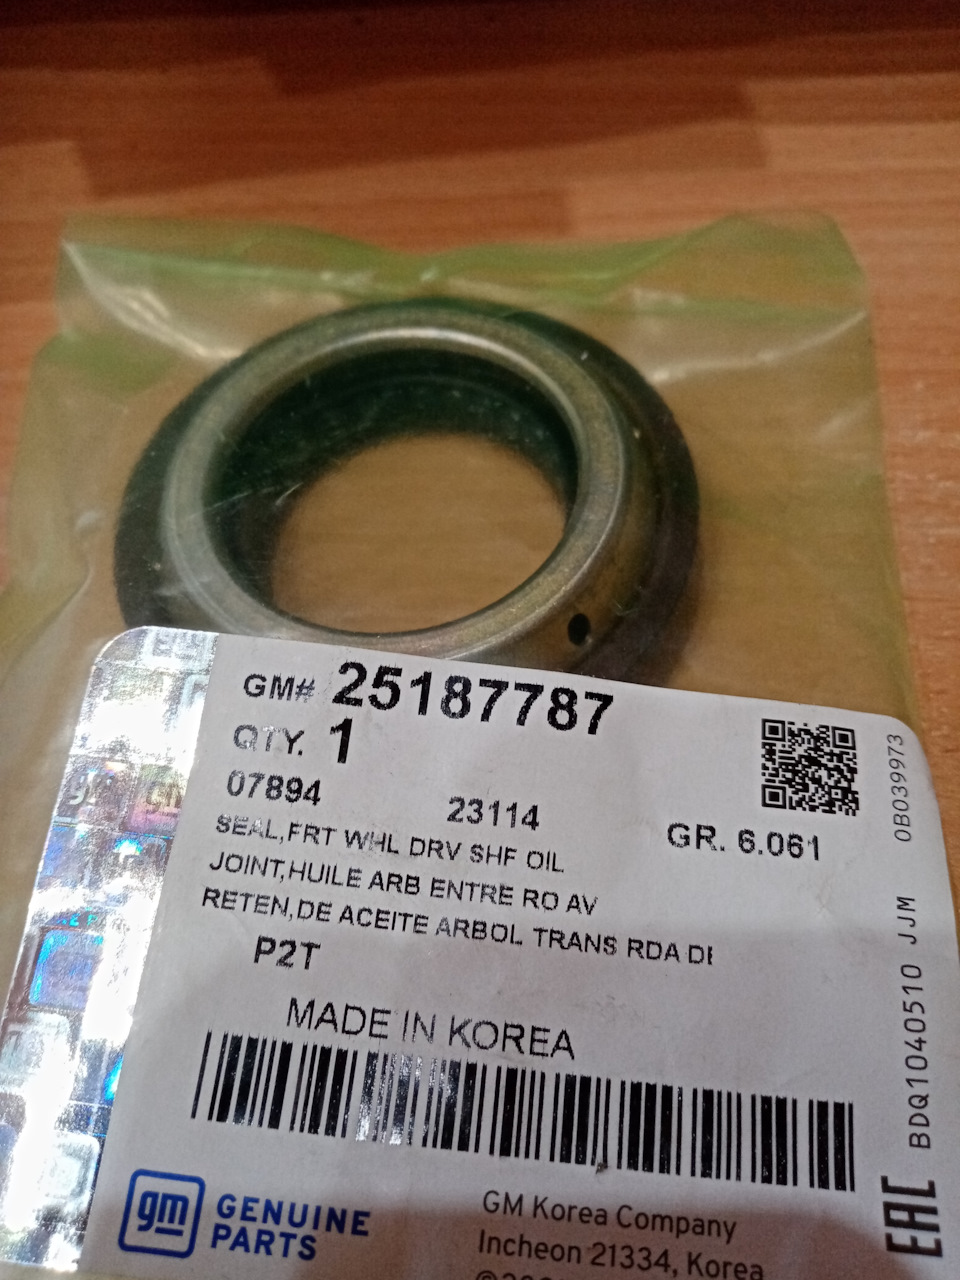 GM# 25187787
QTY. 1
07894 23114
GR. 6.061
SEAL,FRT WHL DRV SHF OIL
JOINT,HUILE ARB ENTRE RO AV
RETEN,DE ACEITE ARBOL TRANS RDA DI
P2T
MADE IN KOREA
gm GENUINE
PARTS
GM Korea Company
Incheon 21334, Korea
BDQ1040510 JJM 0B039973
EAC